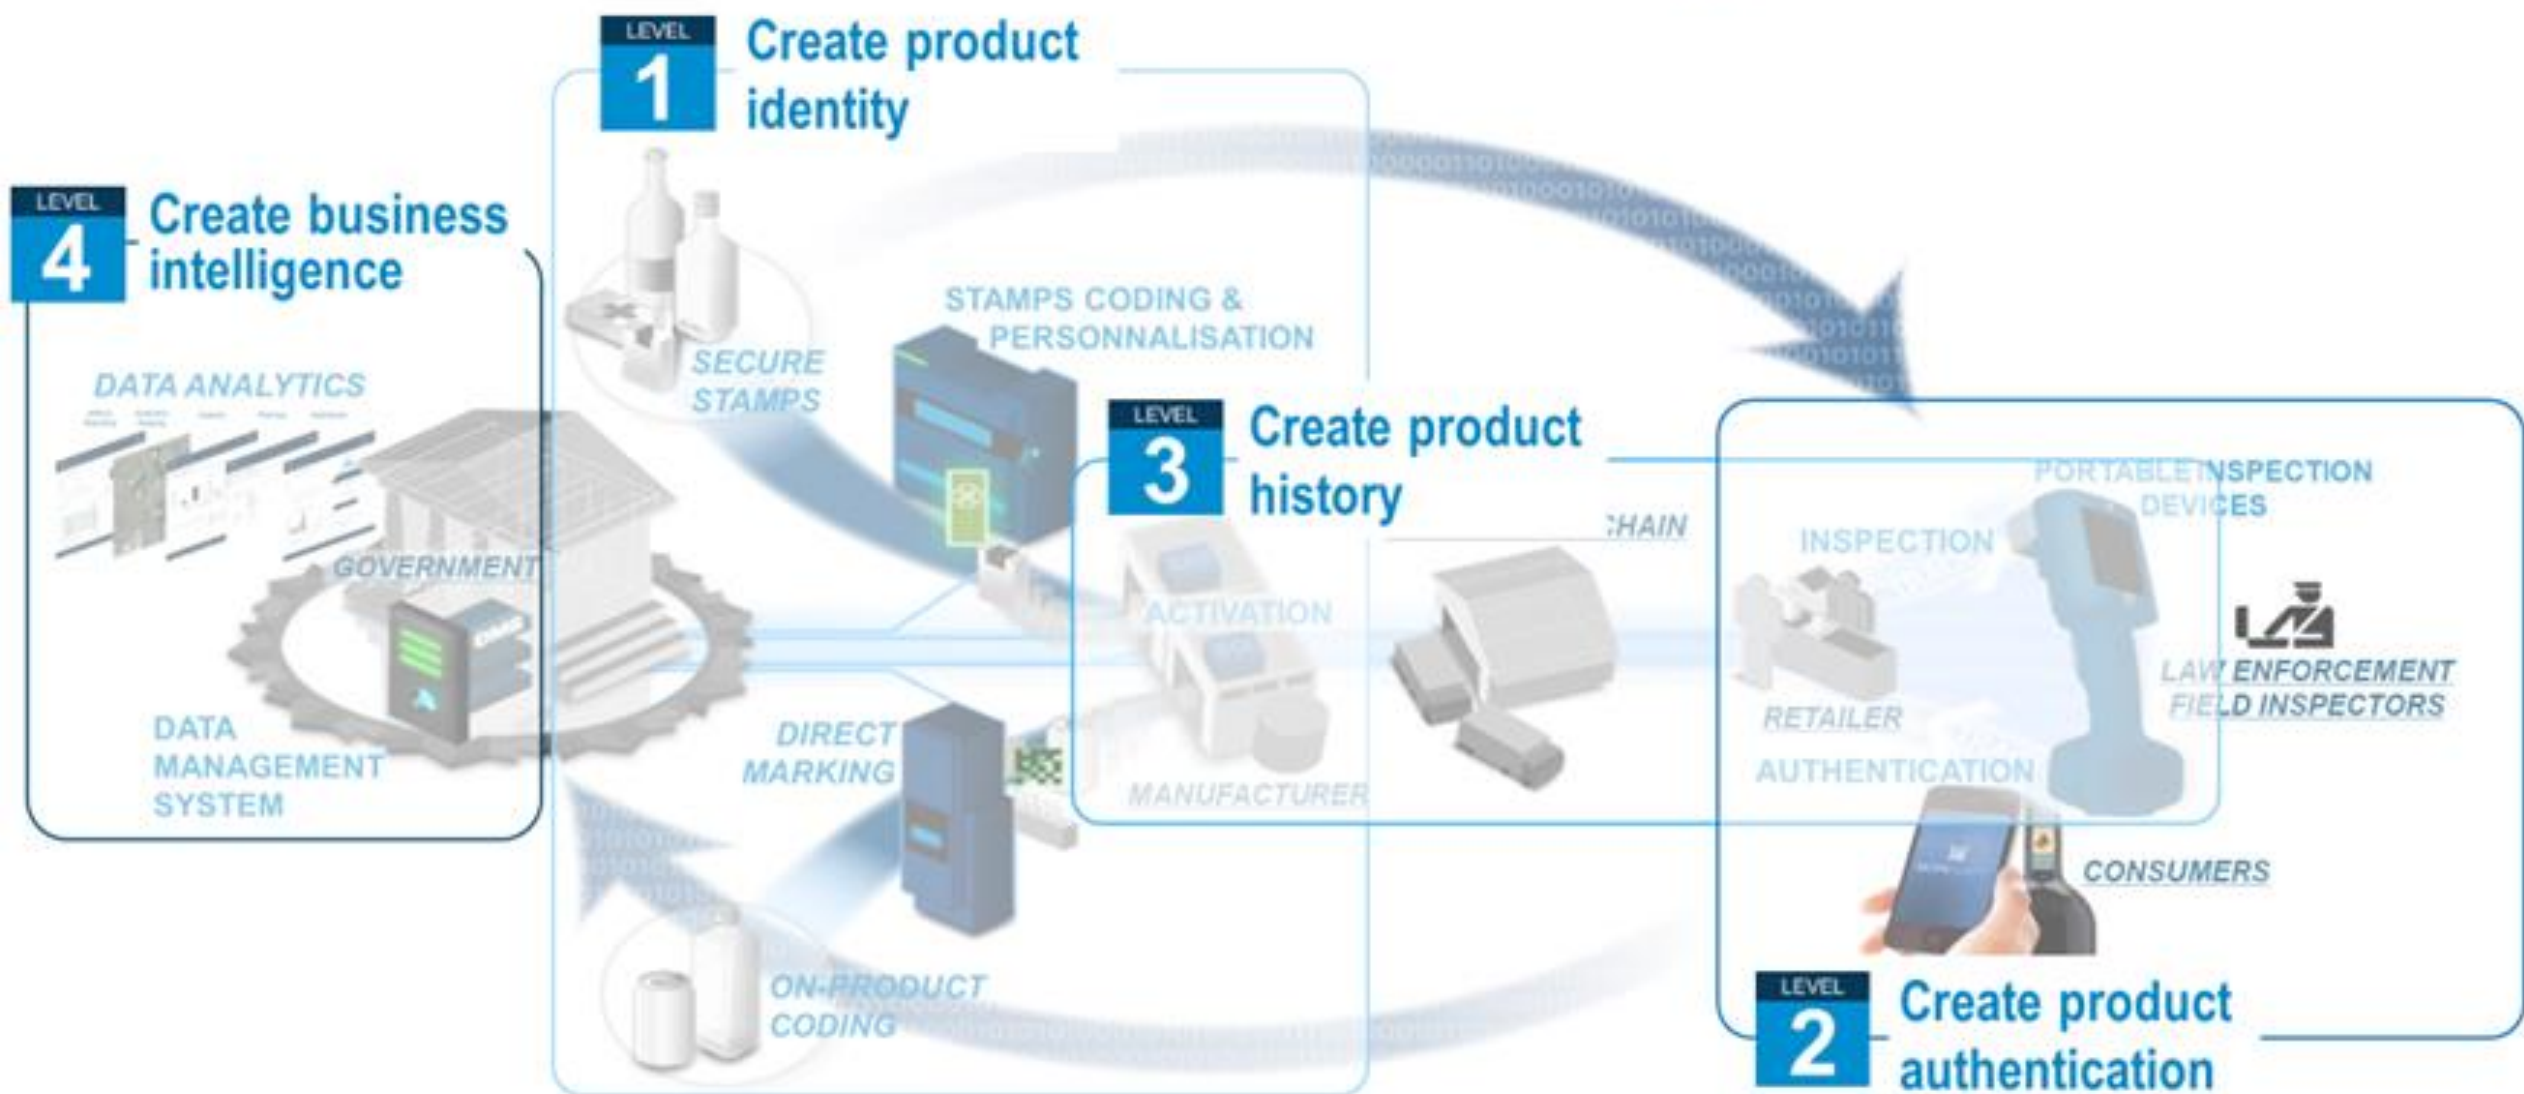 LEVEL
1
Create product
identity
LEVEL
4
Create business
intelligence
DATA ANALYTICS
GOVERNMENT
DATA
MANAGEMENT
SYSTEM
SECURE
STAMPS
STAMPS CODING &
PERSONNALISATION
LEVEL
3
Create product
history
CHAIN
ACTIVATION
MANUFACTURER
DIRECT
MARKING
ON-PRODUCT
CODING
PORTABLE INSPECTION
DEVICES
INSPECTION
RETAILER
AUTHENTICATION
LAW ENFORCEMENT
FIELD INSPECTORS
CONSUMERS
LEVEL
2
Create product
authentication